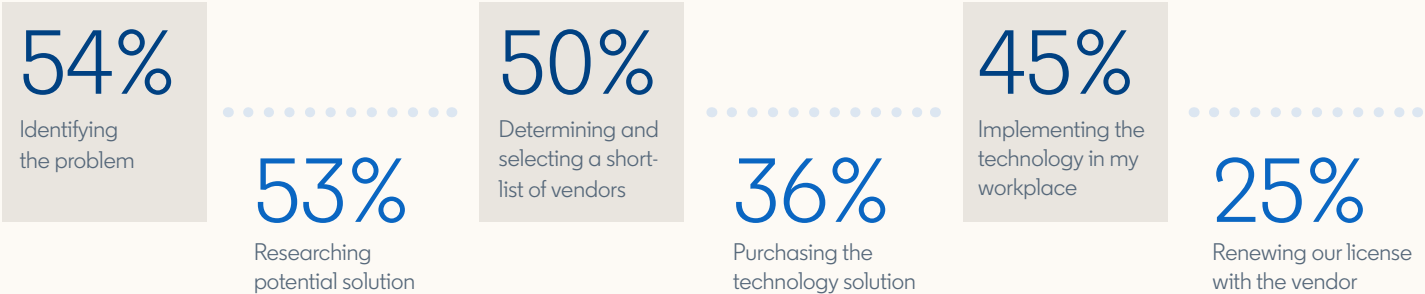 54%
Identifying
the problem
53%
Researching
potential solution
50%
Determining and
selecting a short-
list of vendors
36%
Purchasing the
technology solution
45%
Implementing the
technology in my
workplace
25%
Renewing our license
with the vendor